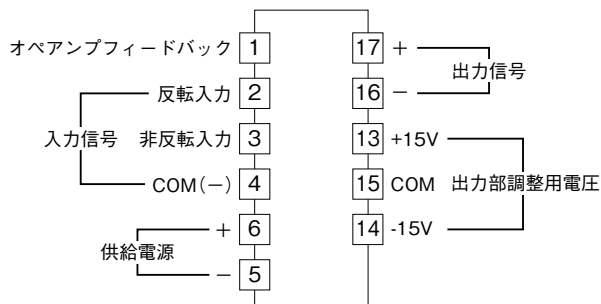 オペアンプフィードバック 1
反転入力 2
入力信号 非反転入力 3
COM(−) 4
+ 6
供給電源
− 5
17 +
出力信号
16 −
13 +15V
15 COM 出力部調整用電圧
14 -15V